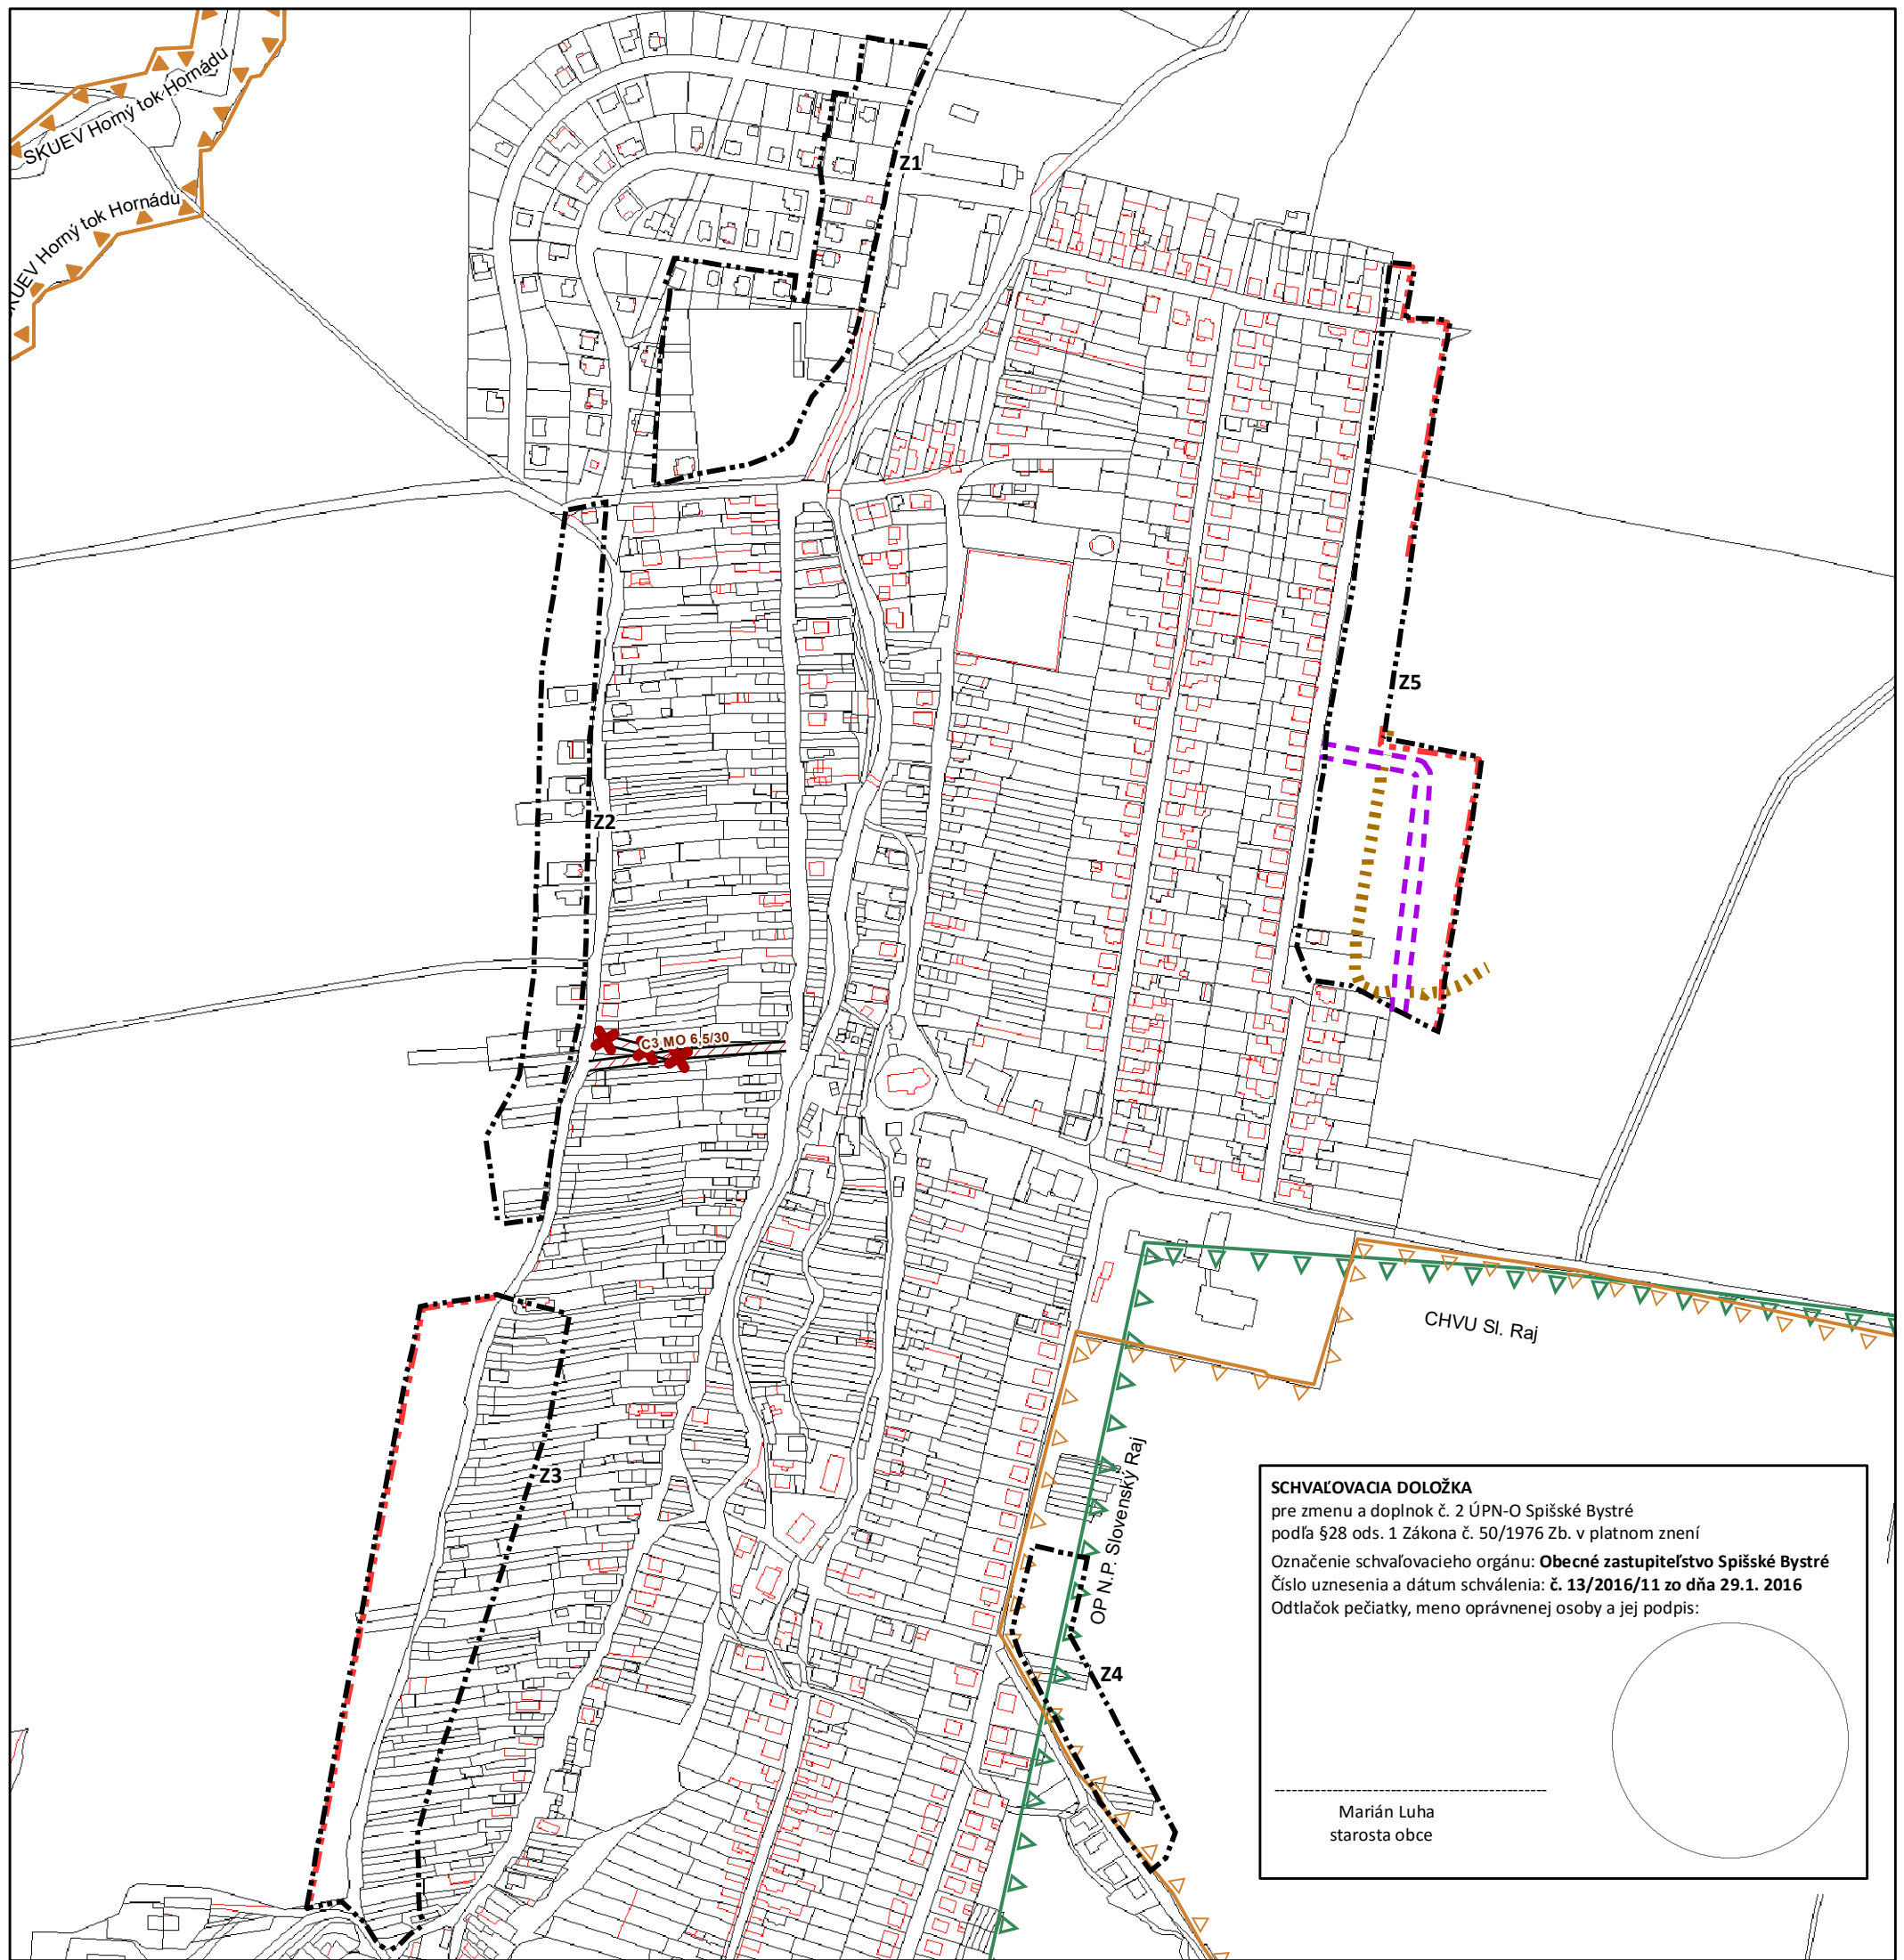 SKUEV Horný tok Hornádu
SKUEV Horný tok Hornádu
Z1
Z5
Z2
C3 MO 6,5/30
CHVU Sl. Raj
OP N.P. Slovenský Raj
Z3
Z4
SCHVAĽOVACIA DOLOŽKA
pre zmenu a doplnok č. 2 ÚPN-O Spišské Bystré
podľa §28 ods. 1 Zákona č. 50/1976 Zb. v platnom znení
Označenie schvaľovacieho orgánu: Obecné zastupiteľstvo Spišské Bystré
Číslo uznesenia a dátum schválenia: č. 13/2016/11 zo dňa 29.1. 2016
Odtlačok pečiatky, meno oprávnenej osoby a jej podpis:
Marián Luha
starosta obce